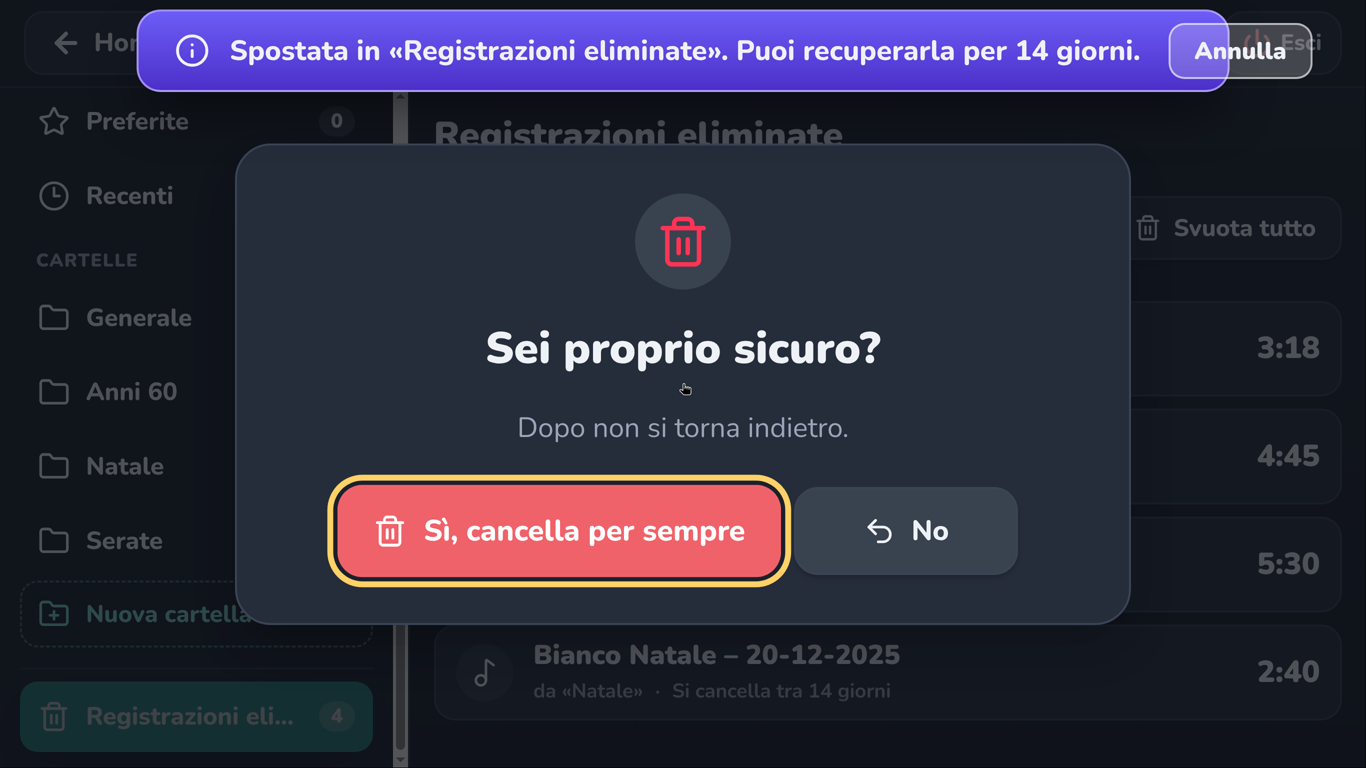 Spostata in «Registrazioni eliminate». Puoi recuperarla per 14 giorni.
Annulla
Esci
Preferite
0
Registrazioni eliminate
Recenti
Svuota tutto
CARTELLE
Generale
3:18
Sei proprio sicuro?
Anni 60
Dopo non si torna indietro.
4:45
Natale
Sì, cancella per sempre
No
Serate
5:30
Nuova cartella
Bianco Natale – 20-12-2025
da «Natale» · Si cancella tra 14 giorni
2:40
Registrazioni eli...
4